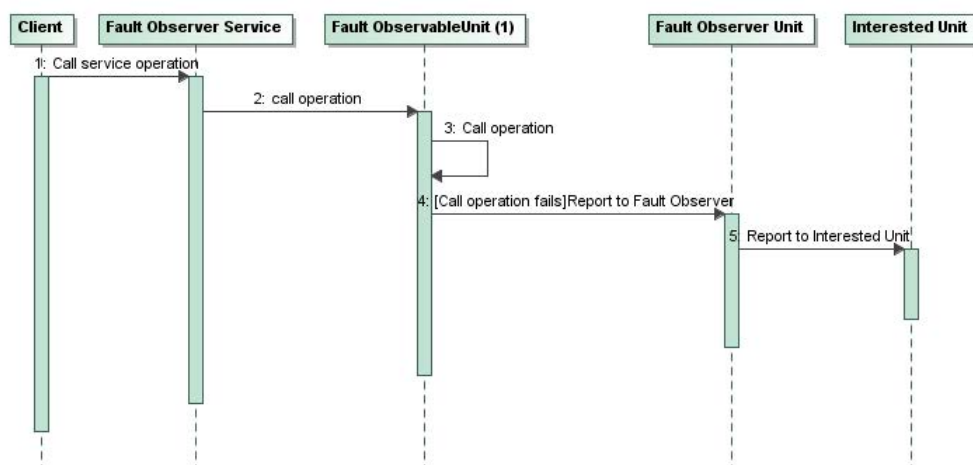 Client
Fault Observer Service
Fault ObservableUnit (1)
Fault Observer Unit
Interested Unit
1: Call service operation
2: call operation
3: Call operation
4: [Call operation fails]Report to Fault Observer
5: Report to Interested Unit